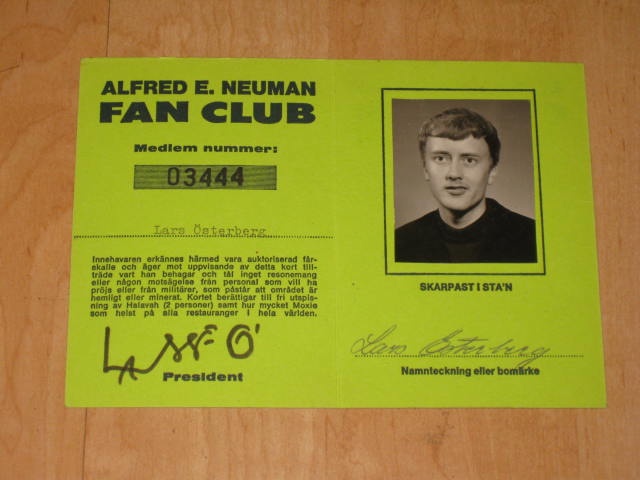 ALFRED E. NEUMAN
FAN CLUB
Medlem nummer:
03444
Lars Österberg
Innehavaren erkännes härmed vara auktoriserad får-
skalle och äger mot uppvisande av detta kort till-
träde vart han behagar och tål inget resonemang
eller någon motsägelse från personal som vill ha
pröjs eller från militärer, som påstår att området är
hemligt eller minerat. Kortet berättigar till fri utspis-
ning av Halavah (2 personer) samt hur mycket Moxie
som helst på alla restauranger i hela världen.
LASSE Ö
President
SKARPAST I STA'N
Lars Österberg
Namnteckning eller bomärke